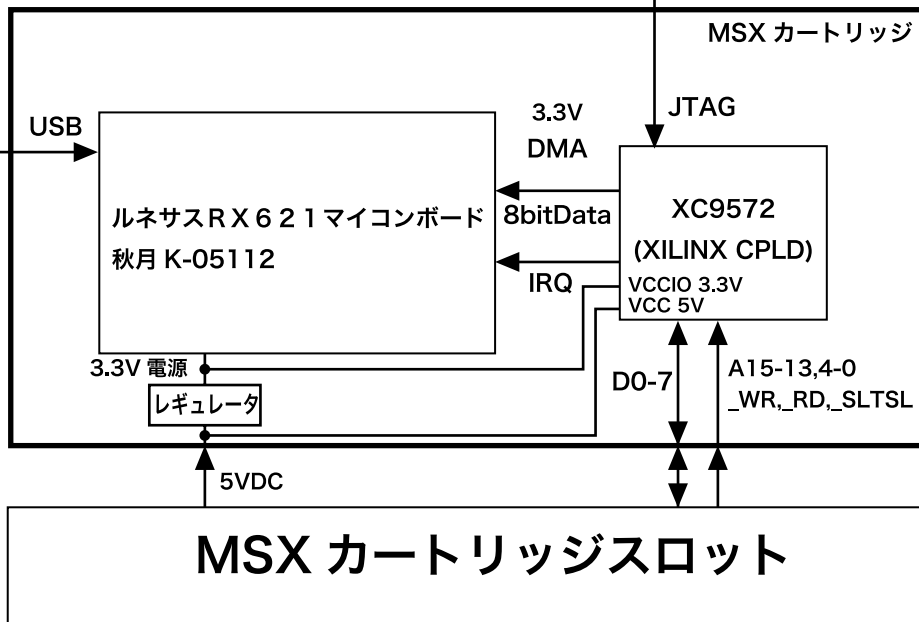 MSX カートリッジ
JTAG
USB
3.3V
DMA
8bitData
IRQ
ルネサスＲＸ６２１マイコンボード
秋月 K-05112
XC9572
(XILINX CPLD)
VCCIO 3.3V
VCC 5V
3.3V 電源
レギュレータ
D0-7
A15-13,4-0
_WR,_RD,_SLTSL
5VDC
MSX カートリッジスロット